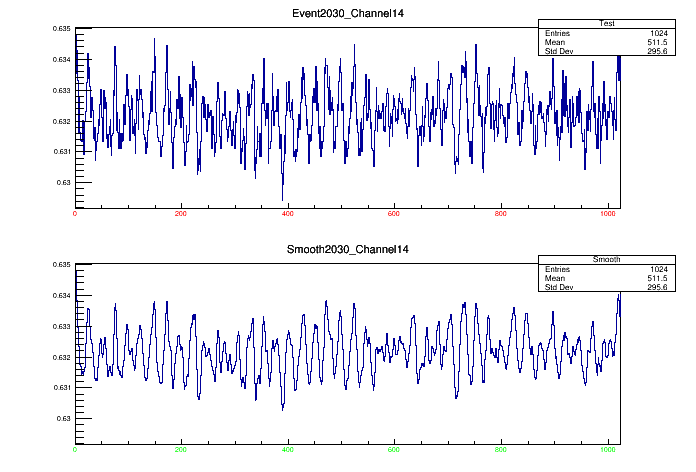 Event2030_Channel14
Test
Entries 1024
Mean 511.5
Std Dev 295.6
0.635
0.634
0.633
0.632
0.631
0.63
0 200 400 600 800 1000
Smooth2030_Channel14
Smooth
Entries 1024
Mean 511.5
Std Dev 295.6
0.635
0.634
0.633
0.632
0.631
0.63
0 200 400 600 800 1000